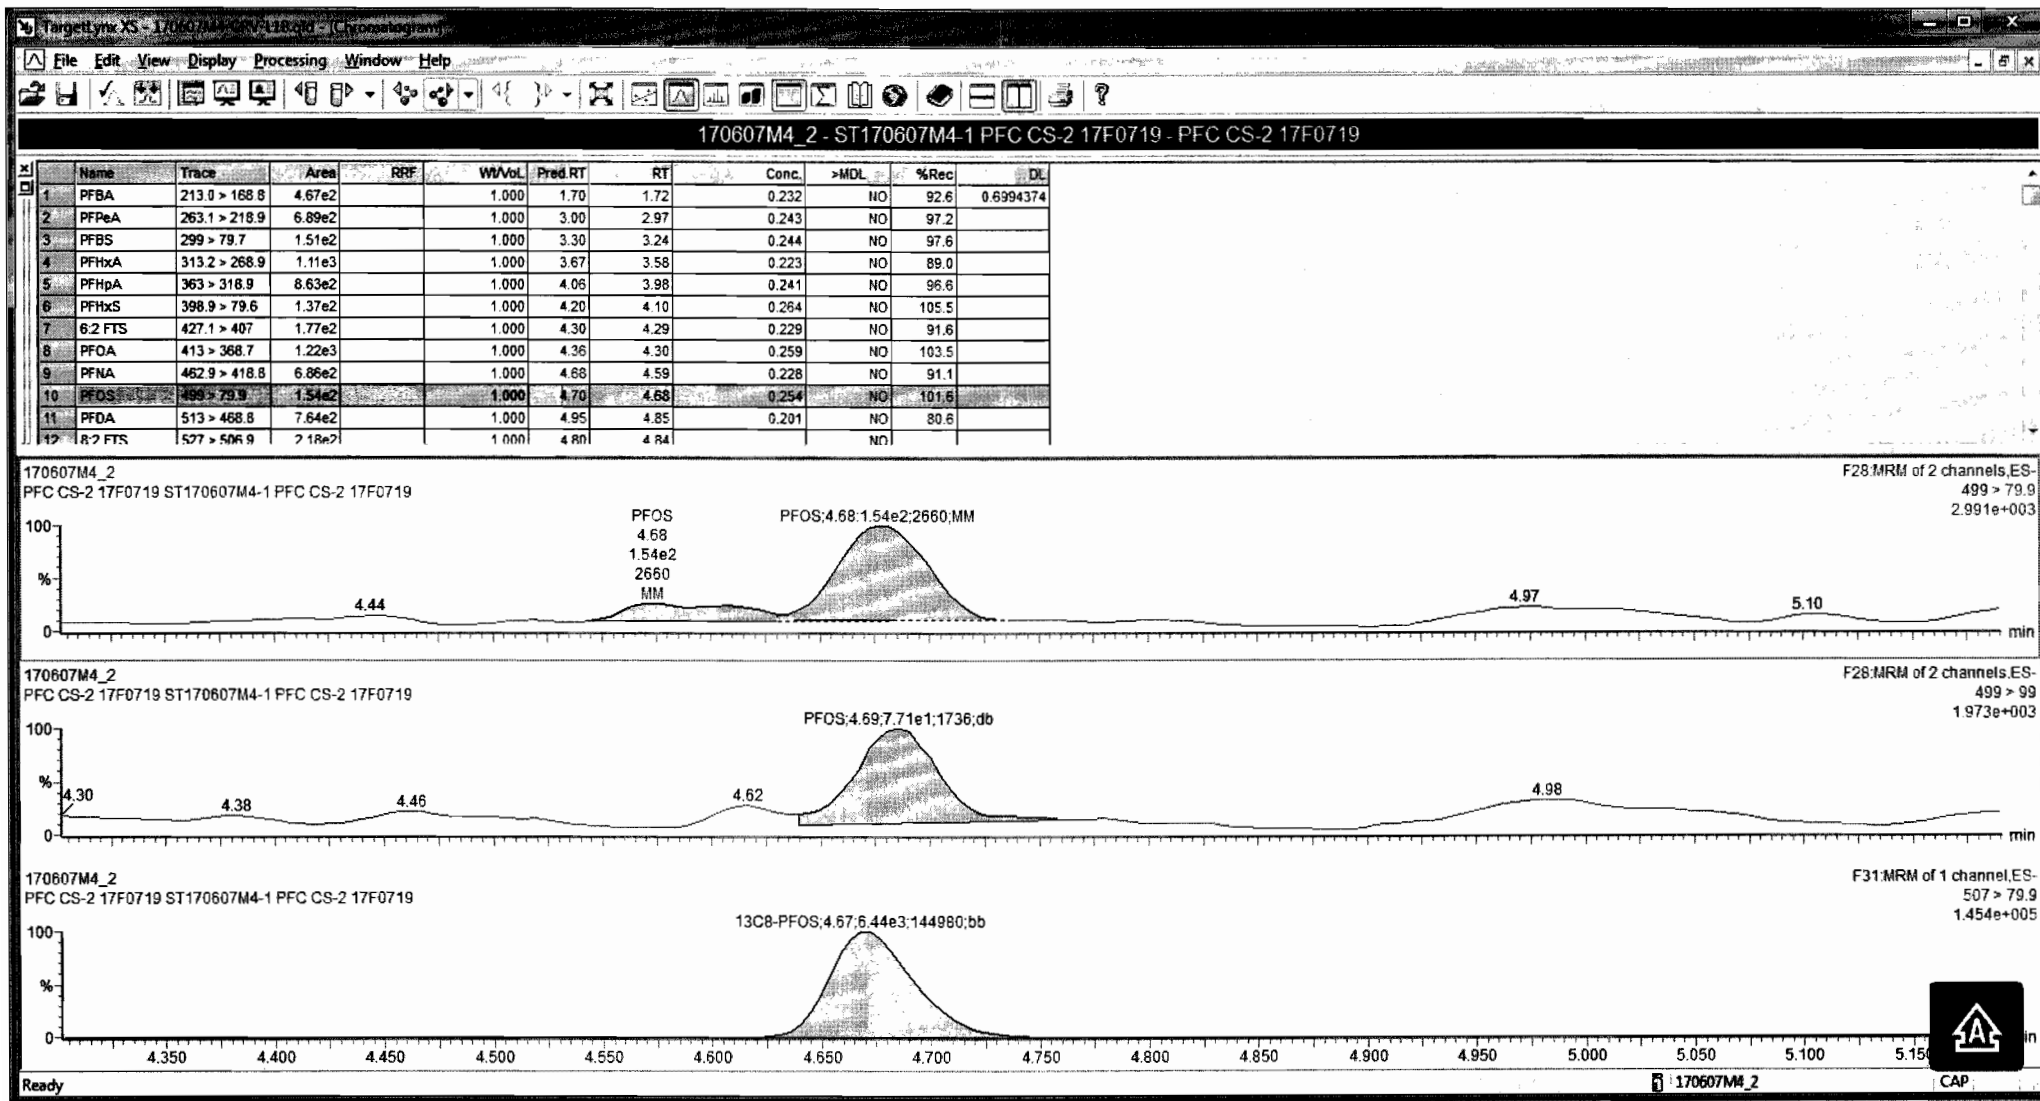 TargetLynx XS - 
File Edit View Display Processing Window Help
170607M4_2 - ST170607M4-1 PFC CS-2 17F0719 - PFC CS-2 17F0719
Name Trace Area RRF Wt/Vol. Pred.RT RT Conc. >MDL %Rec DL
1 PFBA 213.0 > 168.8 4.67e2 1.000 1.70 1.72 0.232 NO 92.6 0.6994374
2 PFPeA 263.1 > 218.9 6.89e2 1.000 3.00 2.97 0.243 NO 97.2
3 PFBS 299 > 79.7 1.51e2 1.000 3.30 3.24 0.244 NO 97.6
4 PFHxA 313.2 > 268.9 1.11e3 1.000 3.67 3.58 0.223 NO 89.0
5 PFHpA 363 > 318.9 8.63e2 1.000 4.06 3.98 0.241 NO 96.6
6 PFHxS 398.9 > 79.6 1.37e2 1.000 4.20 4.10 0.264 NO 105.5
7 6:2 FTS 427.1 > 407 1.77e2 1.000 4.30 4.29 0.229 NO 91.6
8 PFOA 413 > 368.7 1.22e3 1.000 4.36 4.30 0.259 NO 103.5
9 PFNA 462.9 > 418.8 6.86e2 1.000 4.68 4.59 0.228 NO 91.1
10 PFOS 499 > 79.9 1.54e2 1.000 4.70 4.68 0.254 NO 101.6
11 PFDA 513 > 468.8 7.64e2 1.000 4.95 4.85 0.201 NO 80.6
12 8:2 FTS 527 > 506.9 2.18e2 1.000 4.80 4.84 NO
170607M4_2
PFC CS-2 17F0719 ST170607M4-1 PFC CS-2 17F0719
F28:MRM of 2 channels,ES-
499 > 79.9
2.991e+003
PFOS
4.68
1.54e2
2660
MM
PFOS;4.68;1.54e2;2660;MM
100
%
0
4.44
4.97
5.10
min
170607M4_2
PFC CS-2 17F0719 ST170607M4-1 PFC CS-2 17F0719
F28:MRM of 2 channels,ES-
499 > 99
1.973e+003
PFOS;4.69;7.71e1;1736;db
100
%
0
4.30
4.38
4.46
4.62
4.98
min
170607M4_2
PFC CS-2 17F0719 ST170607M4-1 PFC CS-2 17F0719
F31:MRM of 1 channel,ES-
507 > 79.9
1.454e+005
13C8-PFOS;4.67;6.44e3;144980;bb
100
%
0
4.350 4.400 4.450 4.500 4.550 4.600 4.650 4.700 4.750 4.800 4.850 4.900 4.950 5.000 5.050 5.100
Ready 170607M4_2 CAP